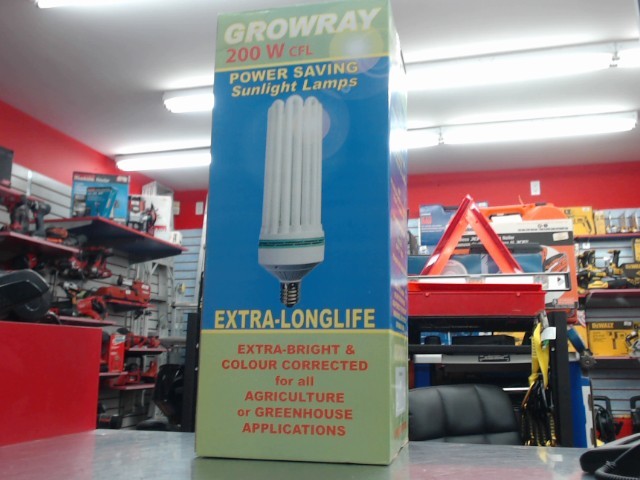 GROWRAY
200 W CFL
POWER SAVING
Sunlight Lamps
EXTRA-LONGLIFE
EXTRA-BRIGHT &
COLOUR CORRECTED
for all
AGRICULTURE
or GREENHOUSE
APPLICATIONS
DEWALT